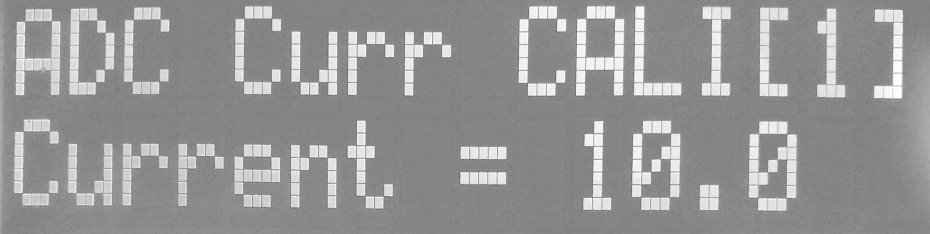 ADC Curr CALI[1]
Current = 10.0